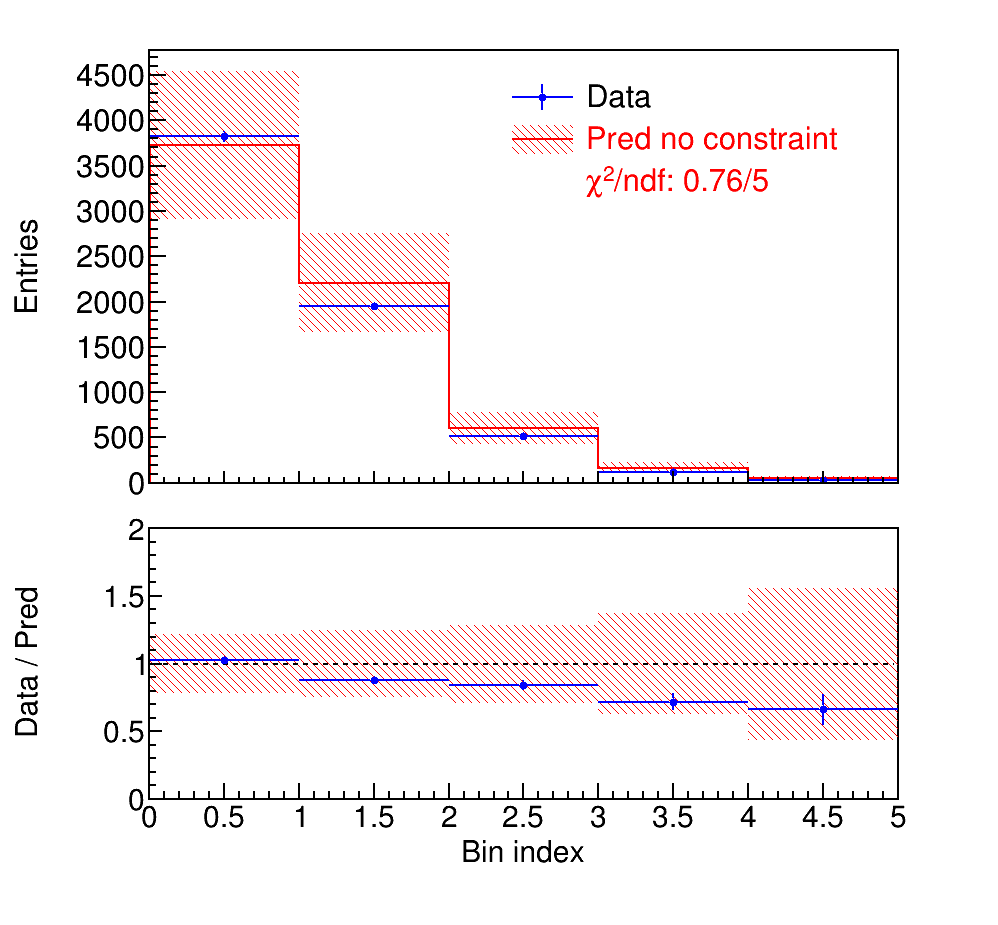 4500
4000
3500
3000
2500
2000
1500
1000
500
0
Entries
Data
Pred no constraint
χ²/ndf: 0.76/5
2
1.5
1
0.5
0
Data / Pred
0 0.5 1 1.5 2 2.5 3 3.5 4 4.5 5
Bin index